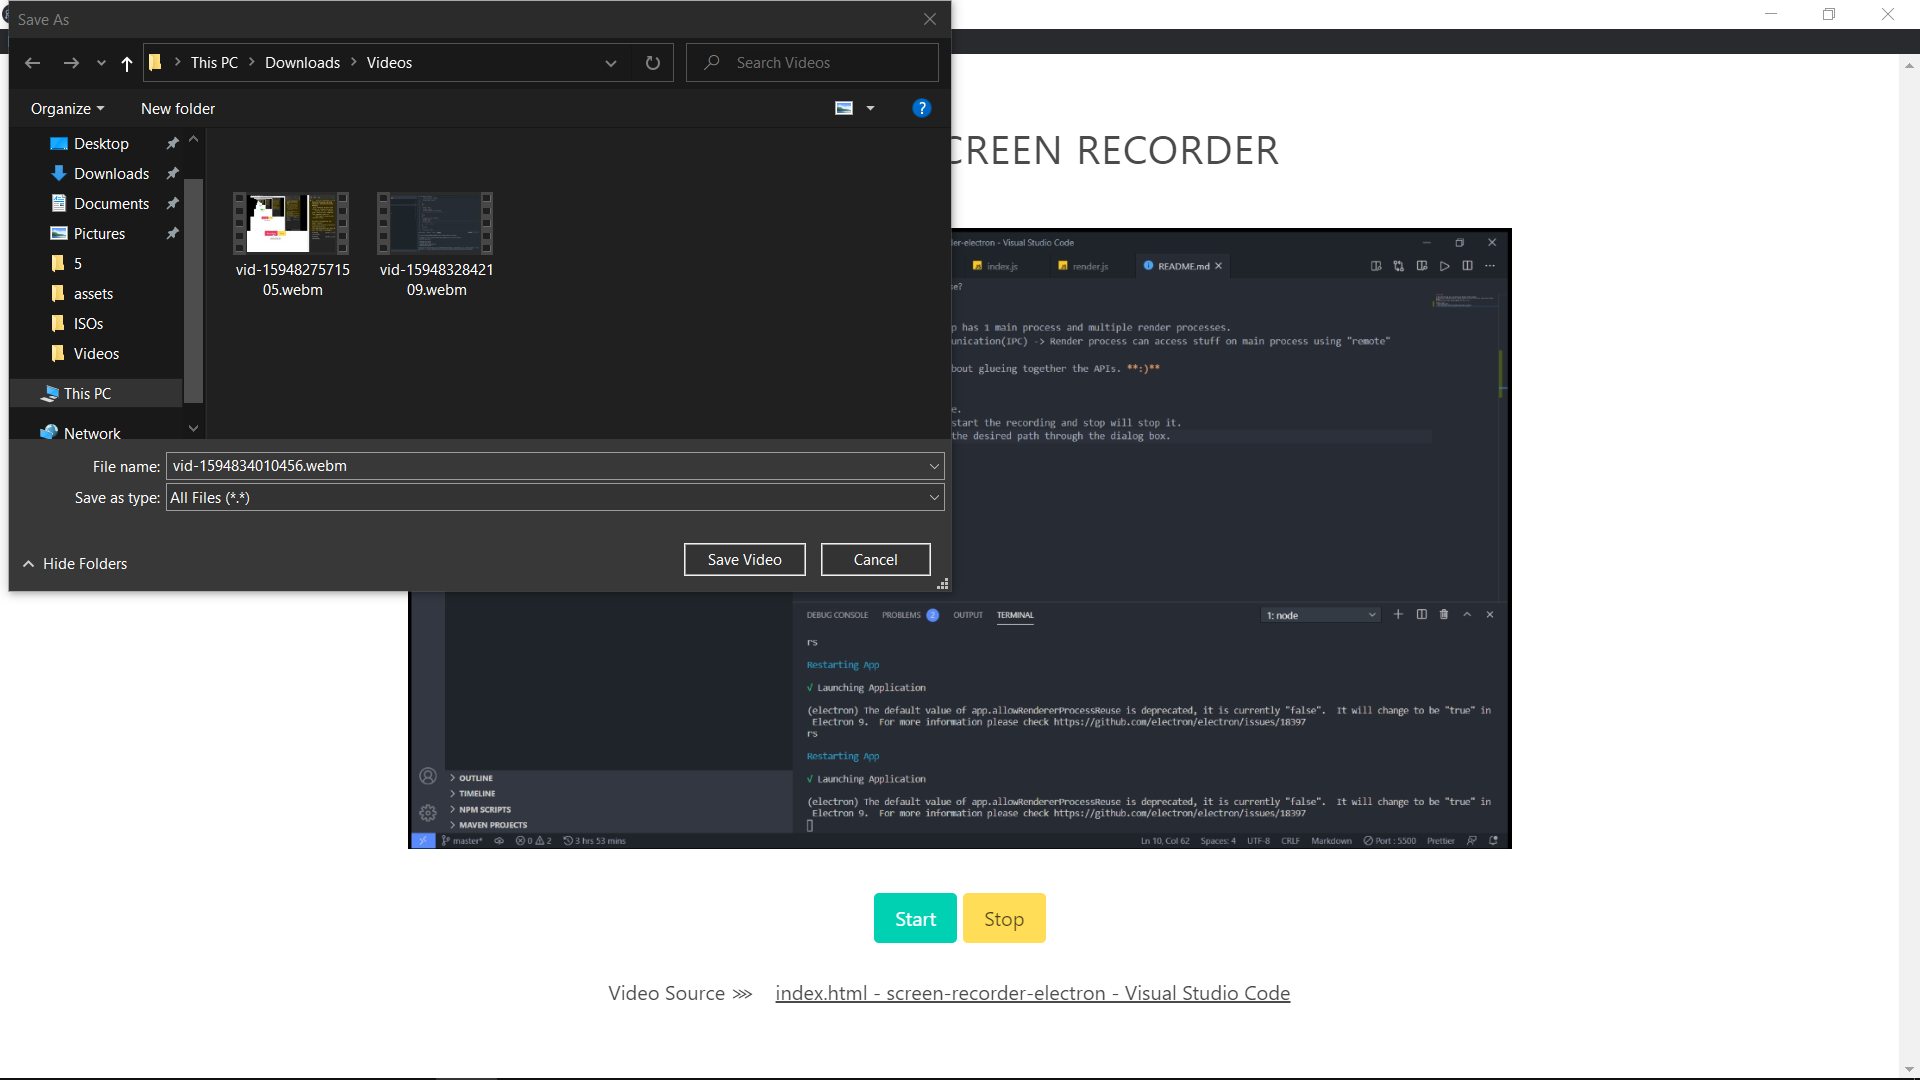 Save As
This PC
Downloads
Videos
Search Videos
Organize
New folder
?
Desktop
Downloads
Documents
Pictures
5
assets
ISOs
Videos
This PC
Network
vid-15948275715
05.webm
vid-15948328421
09.webm
File name: vid-1594834010456.webm
Save as type: All Files (*.*)
Hide Folders
Save Video
Cancel
CREEN RECORDER
er-electron - Visual Studio Code
index.js
render.js
README.md
se?
p has 1 main process and multiple render processes.
unication(IPC) -> Render process can access stuff on main process using "remote"
bout glueing together the APIs. **:)**
e.
start the recording and stop will stop it.
the desired path through the dialog box.
DEBUG CONSOLE PROBLEMS 2 OUTPUT TERMINAL
1: node
rs
Restarting App
√ Launching Application
(electron) The default value of app.allowRendererProcessReuse is deprecated, it is currently "false".  It will change to be "true" in
Electron 9.  For more information please check https://github.com/electron/electron/issues/18397
rs
Restarting App
√ Launching Application
(electron) The default value of app.allowRendererProcessReuse is deprecated, it is currently "false".  It will change to be "true" in
Electron 9.  For more information please check https://github.com/electron/electron/issues/18397
OUTLINE
TIMELINE
NPM SCRIPTS
MAVEN PROJECTS
master* 0 2 3 hrs 53 mins
Ln 10, Col 62 Spaces: 4 UTF-8 CRLF Markdown Port : 5500 Prettier
Start
Stop
Video Source ⋙ index.html - screen-recorder-electron - Visual Studio Code